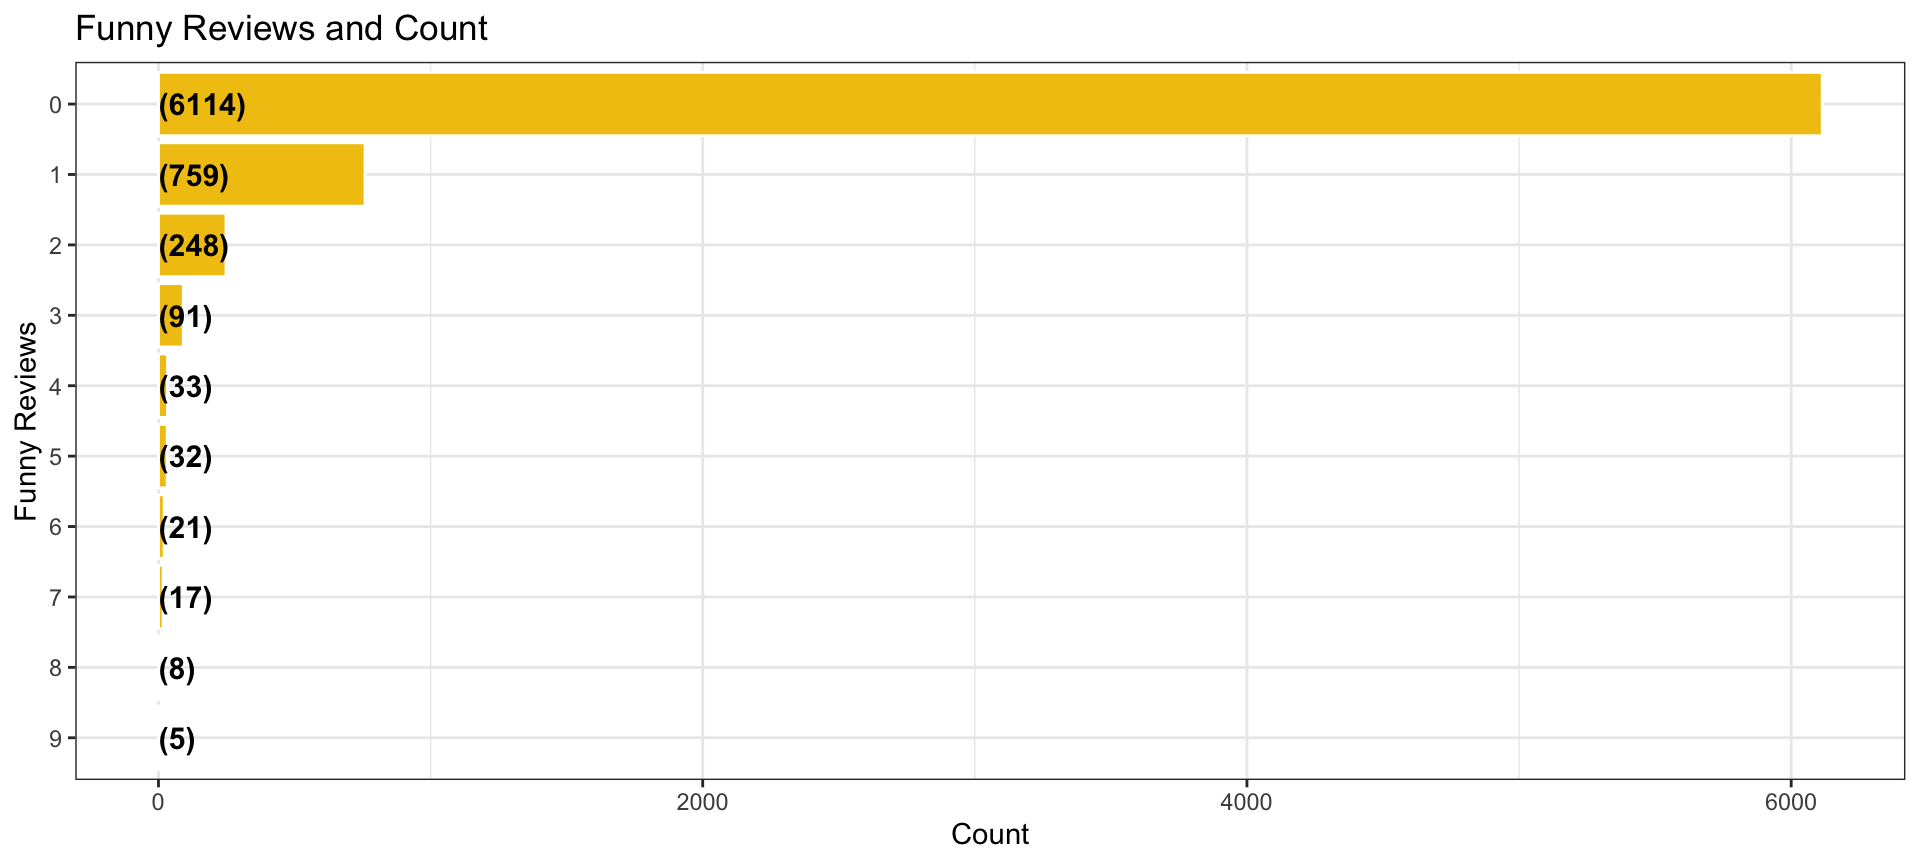 Funny Reviews and Count
Funny Reviews
0 (6114)
1 (759)
2 (248)
3 (91)
4 (33)
5 (32)
6 (21)
7 (17)
8 (8)
9 (5)
0 2000 4000 6000
Count